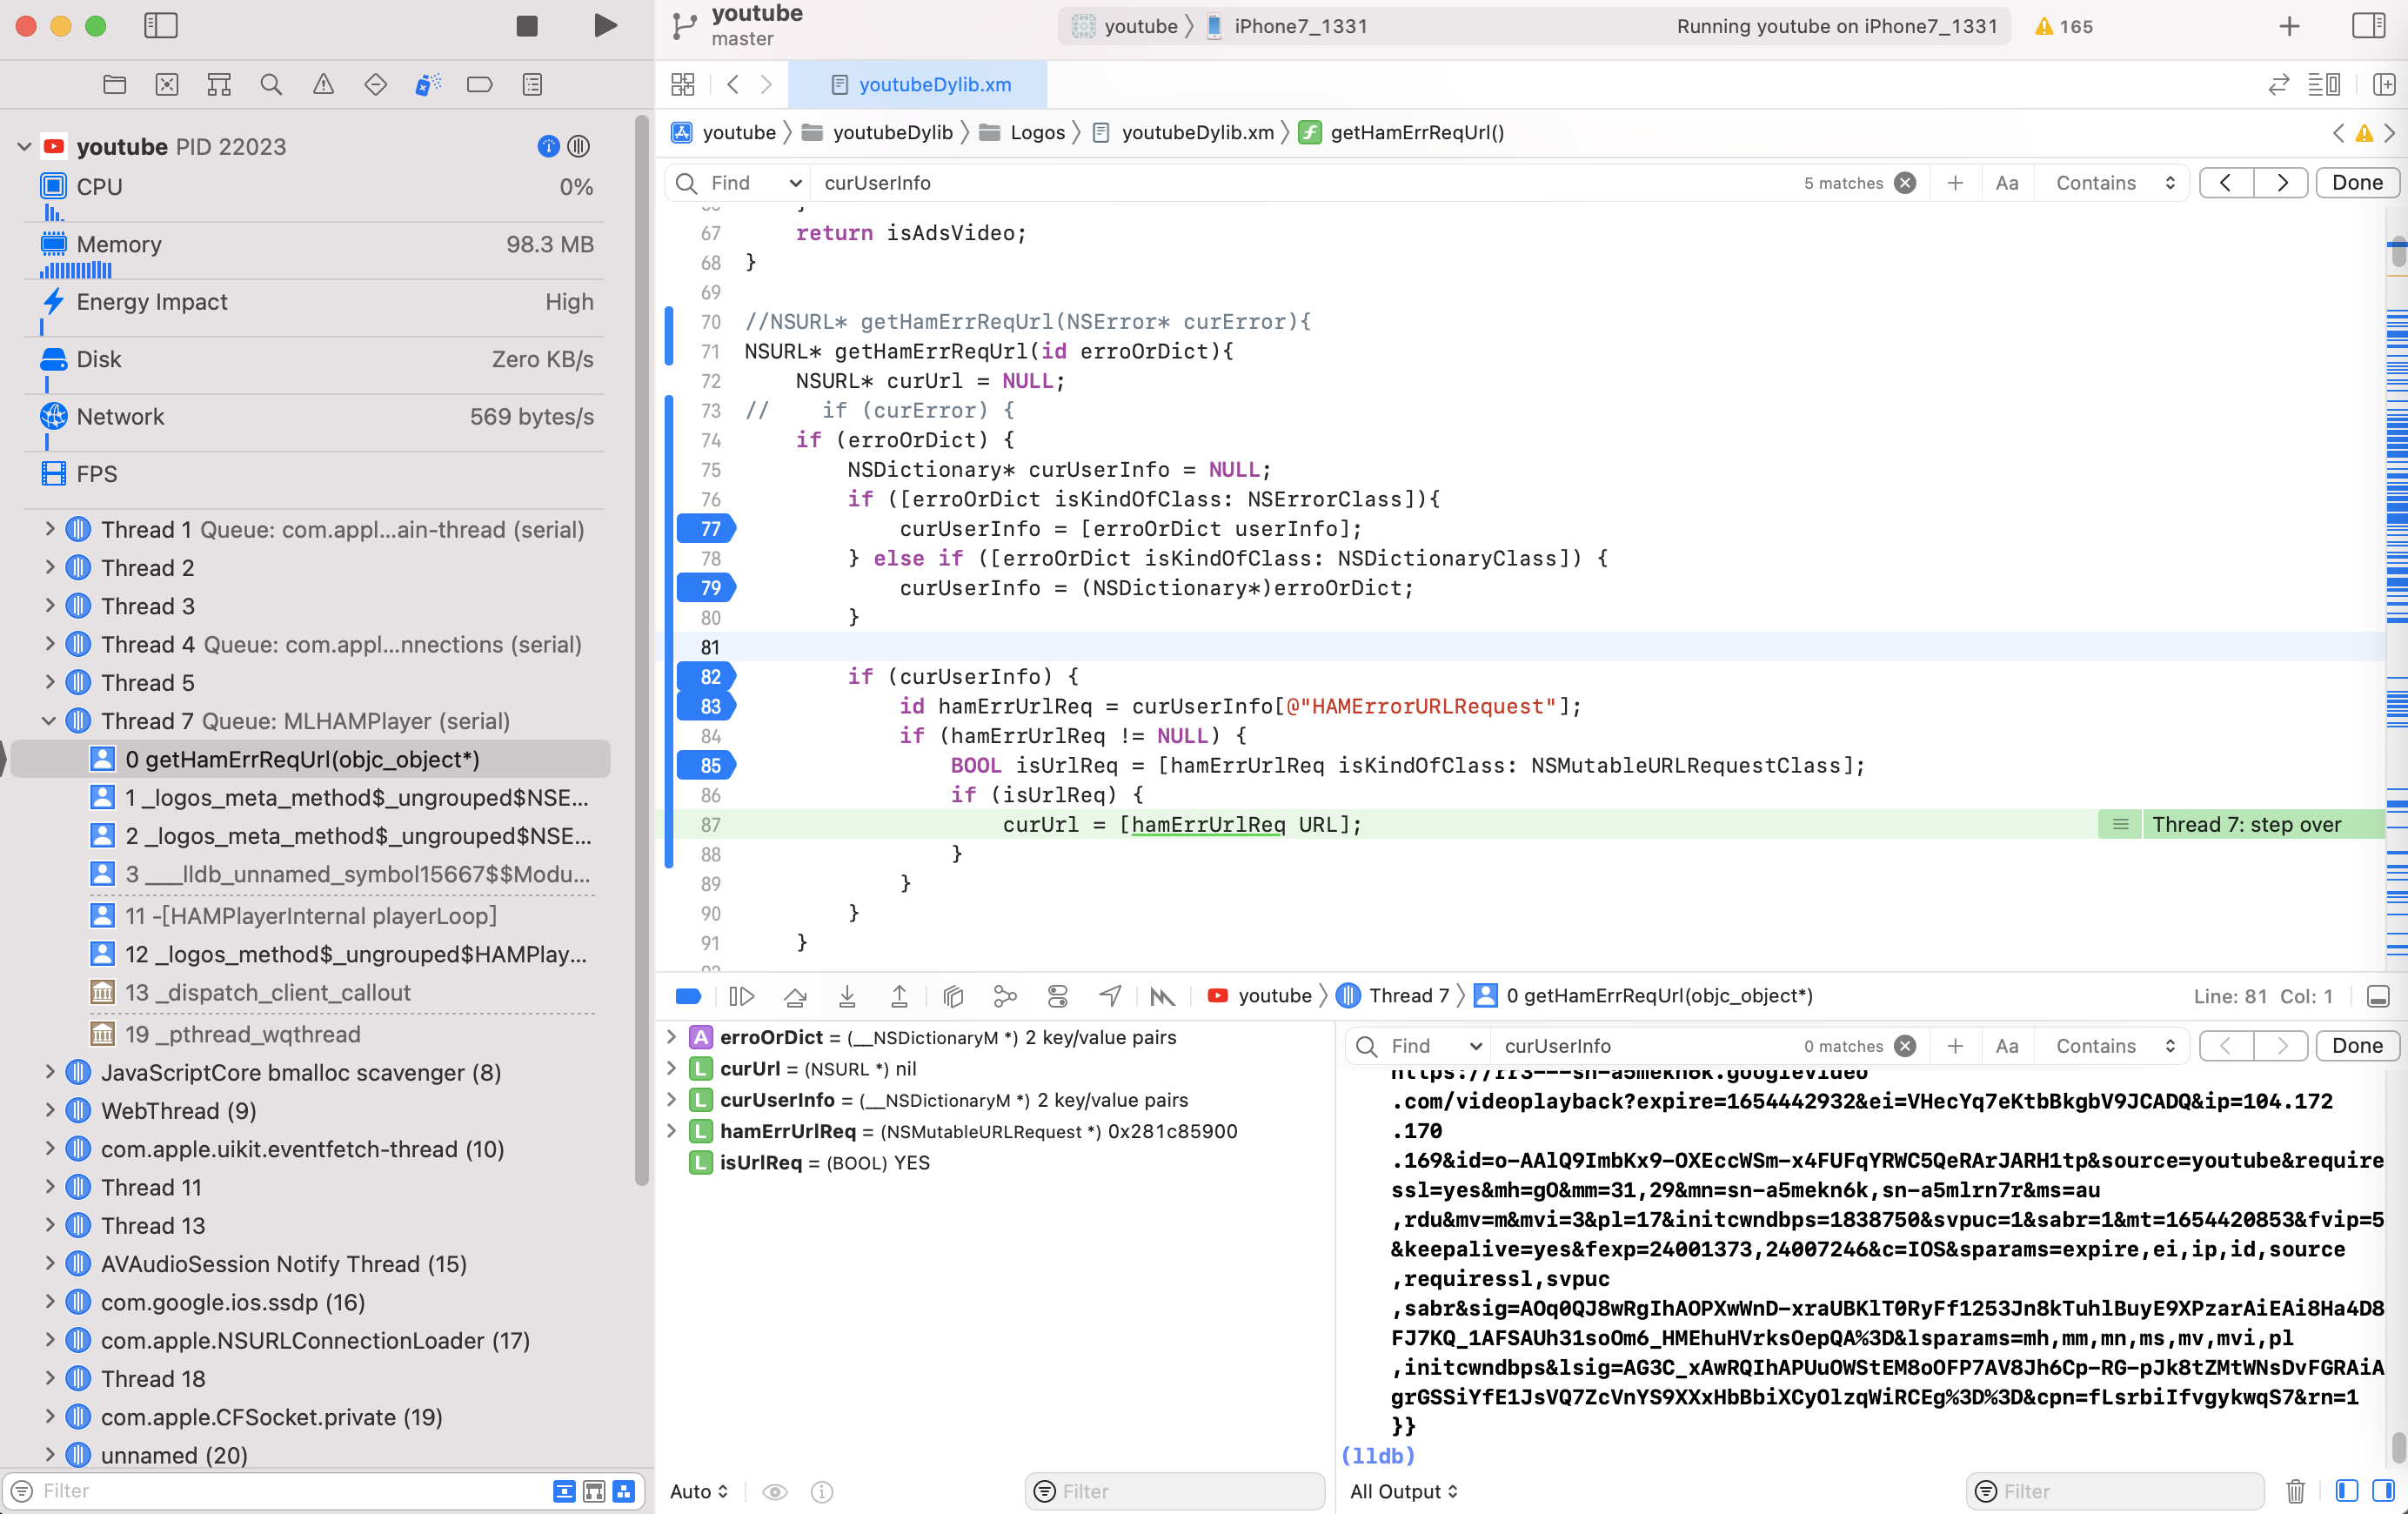 youtube
master
youtube
iPhone7_1331
Running youtube on iPhone7_1331
165
youtubeDylib.xm
youtube
youtubeDylib
Logos
youtubeDylib.xm
getHamErrReqUrl()
Find
curUserInfo
5 matches
Aa
Contains
Done
youtube PID 22023
CPU
0%
Memory
98.3 MB
Energy Impact
High
Disk
Zero KB/s
Network
569 bytes/s
FPS
Thread 1 Queue: com.appl...ain-thread (serial)
Thread 2
Thread 3
Thread 4 Queue: com.appl...nnections (serial)
Thread 5
Thread 7 Queue: MLHAMPlayer (serial)
0 getHamErrReqUrl(objc_object*)
1 _logos_meta_method$_ungrouped$NSE...
2 _logos_meta_method$_ungrouped$NSE...
3 ___lldb_unnamed_symbol15667$$Modu...
11 -[HAMPlayerInternal playerLoop]
12 _logos_method$_ungrouped$HAMPlay...
13 _dispatch_client_callout
19 _pthread_wqthread
JavaScriptCore bmalloc scavenger (8)
WebThread (9)
com.apple.uikit.eventfetch-thread (10)
Thread 11
Thread 13
AVAudioSession Notify Thread (15)
com.google.ios.ssdp (16)
com.apple.NSURLConnectionLoader (17)
Thread 18
com.apple.CFSocket.private (19)
unnamed (20)
Filter
67 return isAdsVideo;
68 }
69
70 //NSURL* getHamErrReqUrl(NSError* curError){
71 NSURL* getHamErrReqUrl(id erroOrDict){
72 NSURL* curUrl = NULL;
73 // if (curError) {
74 if (erroOrDict) {
75 NSDictionary* curUserInfo = NULL;
76 if ([erroOrDict isKindOfClass: NSErrorClass]){
77 curUserInfo = [erroOrDict userInfo];
78 } else if ([erroOrDict isKindOfClass: NSDictionaryClass]) {
79 curUserInfo = (NSDictionary*)erroOrDict;
80 }
81
82 if (curUserInfo) {
83 id hamErrUrlReq = curUserInfo[@"HAMErrorURLRequest"];
84 if (hamErrUrlReq != NULL) {
85 BOOL isUrlReq = [hamErrUrlReq isKindOfClass: NSMutableURLRequestClass];
86 if (isUrlReq) {
87 curUrl = [hamErrUrlReq URL];
Thread 7: step over
88 }
89 }
90 }
91 }
youtube
Thread 7
0 getHamErrReqUrl(objc_object*)
Line: 81 Col: 1
A erroOrDict = (__NSDictionaryM *) 2 key/value pairs
L curUrl = (NSURL *) nil
L curUserInfo = (__NSDictionaryM *) 2 key/value pairs
L hamErrUrlReq = (NSMutableURLRequest *) 0x281c85900
L isUrlReq = (BOOL) YES
Auto
Filter
Find
curUserInfo
0 matches
Aa
Contains
Done
https://rr3---sn-a5mekn6k.googlevideo
.com/videoplayback?expire=1654442932&ei=VHecYq7eKtbBkgbV9JCADQ&ip=104.172
.170
.169&id=o-AAlQ9ImbKx9-OXEccWSm-x4FUFqYRWC5QeRArJARH1tp&source=youtube&require
ssl=yes&mh=gO&mm=31,29&mn=sn-a5mekn6k,sn-a5mlrn7r&ms=au
,rdu&mv=m&mvi=3&pl=17&initcwndbps=1838750&svpuc=1&sabr=1&mt=1654420853&fvip=5
&keepalive=yes&fexp=24001373,24007246&c=IOS&sparams=expire,ei,ip,id,source
,requiressl,svpuc
,sabr&sig=AOq0QJ8wRgIhAOPXwWnD-xraUBKlT0RyFf1253Jn8kTuhlBuyE9XPzarAiEAi8Ha4D8
FJ7KQ_1AFSAUh31soOm6_HMEhuHVrksOepQA%3D&lsparams=mh,mm,mn,ms,mv,mvi,pl
,initcwndbps&lsig=AG3C_xAwRQIhAPUuOWStEM8oOFP7AV8Jh6Cp-RG-pJk8tZMtWNsDvFGRAiA
grGSSiYfE1JsVQ7ZcVnYS9XXxHbBbiXCyOlzqWiRCEg%3D%3D&cpn=fLsrbiIfvgykwqS7&rn=1
}}
(lldb)
All Output
Filter